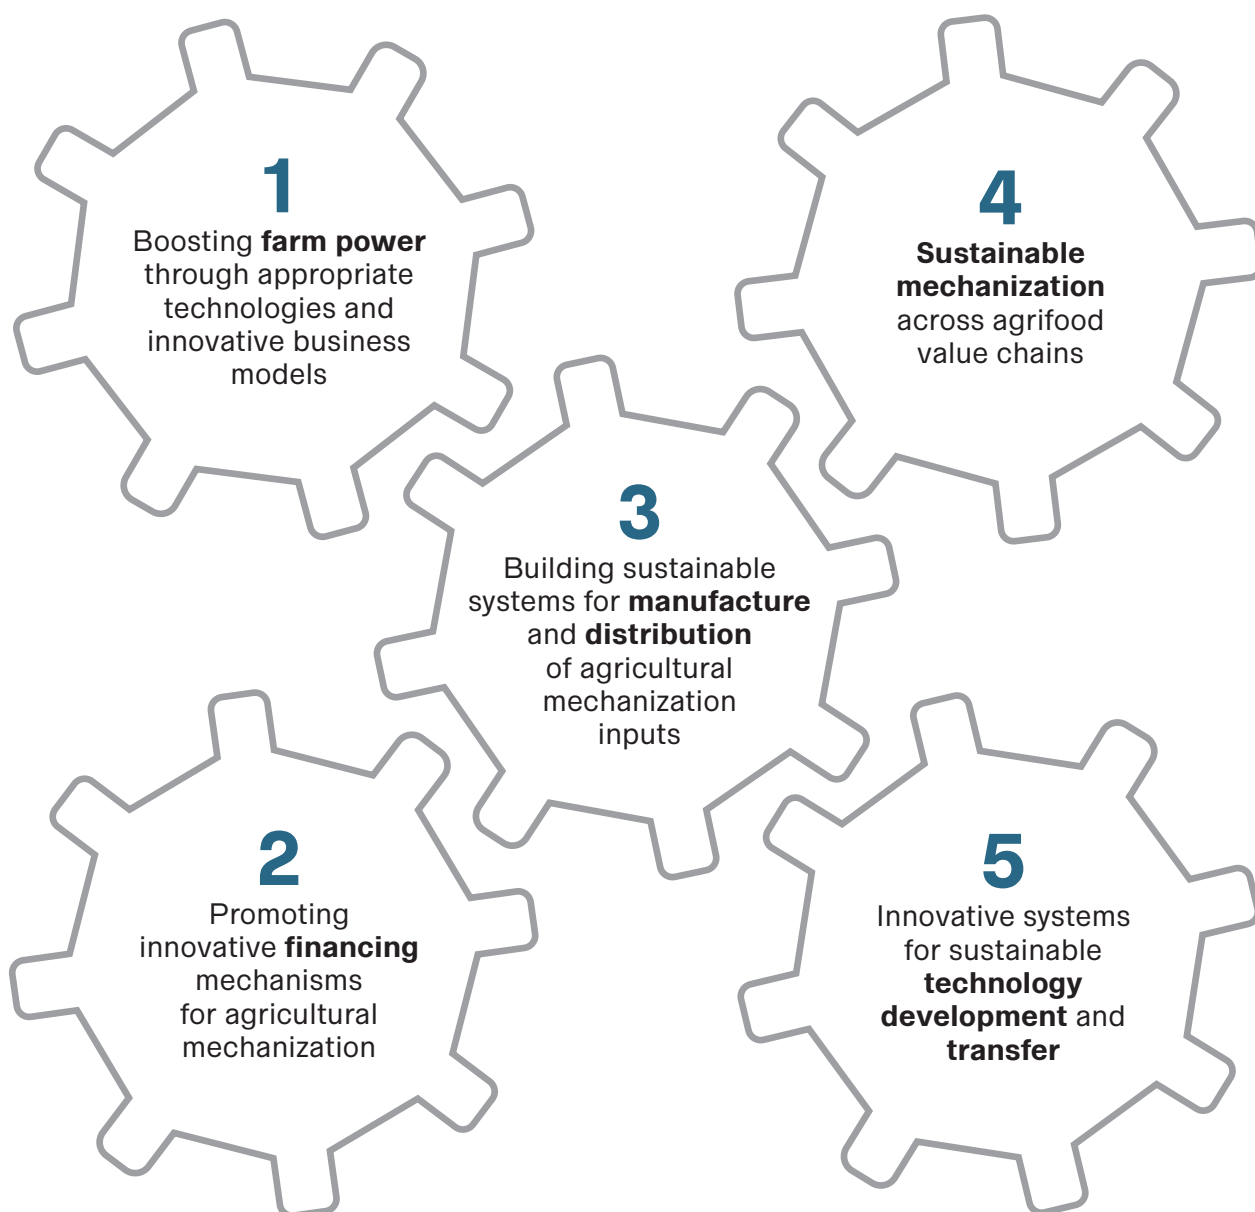 1
Boosting farm power
through appropriate
technologies and
innovative business
models
2
Promoting
innovative financing
mechanisms
for agricultural
mechanization
3
Building sustainable
systems for manufacture
and distribution
of agricultural
mechanization
inputs
4
Sustainable
mechanization
across agrifood
value chains
5
Innovative systems
for sustainable
technology
development and
transfer